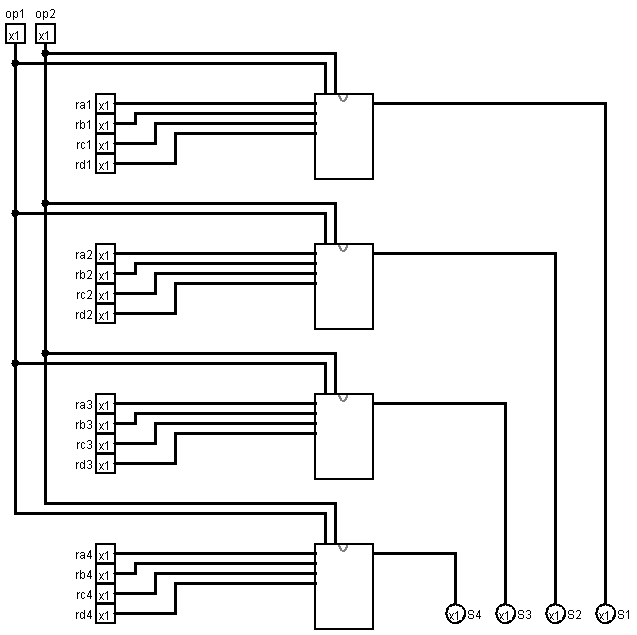 op1 op2
x1 x1
ra1 x1
rb1 x1
rc1 x1
rd1 x1
ra2 x1
rb2 x1
rc2 x1
rd2 x1
ra3 x1
rb3 x1
rc3 x1
rd3 x1
ra4 x1
rb4 x1
rc4 x1
rd4 x1
x1 S4 x1 S3 x1 S2 x1 S1